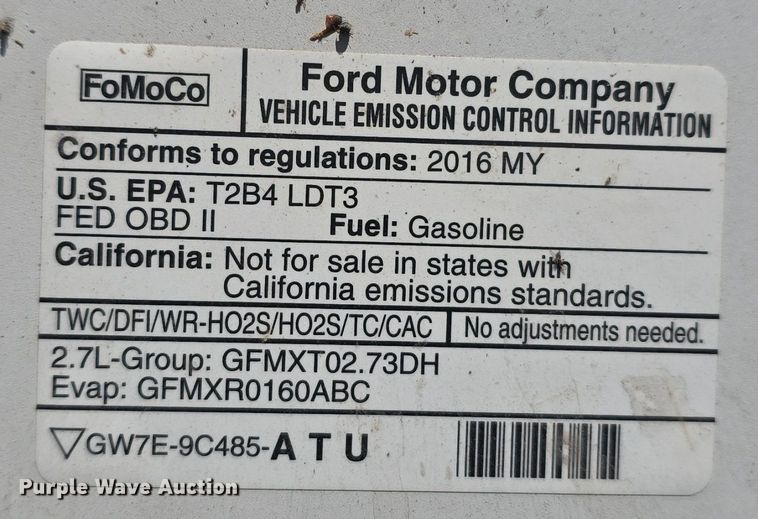 FoMoCo
Ford Motor Company
VEHICLE EMISSION CONTROL INFORMATION
Conforms to regulations: 2016 MY
U.S. EPA: T2B4 LDT3
FED OBD II Fuel: Gasoline
California: Not for sale in states with
California emissions standards.
TWC/DFI/WR-HO2S/HO2S/TC/CAC No adjustments needed.
2.7L-Group: GFMXT02.73DH
Evap: GFMXR0160ABC
▽GW7E-9C485-A T U
Purple Wave Auction